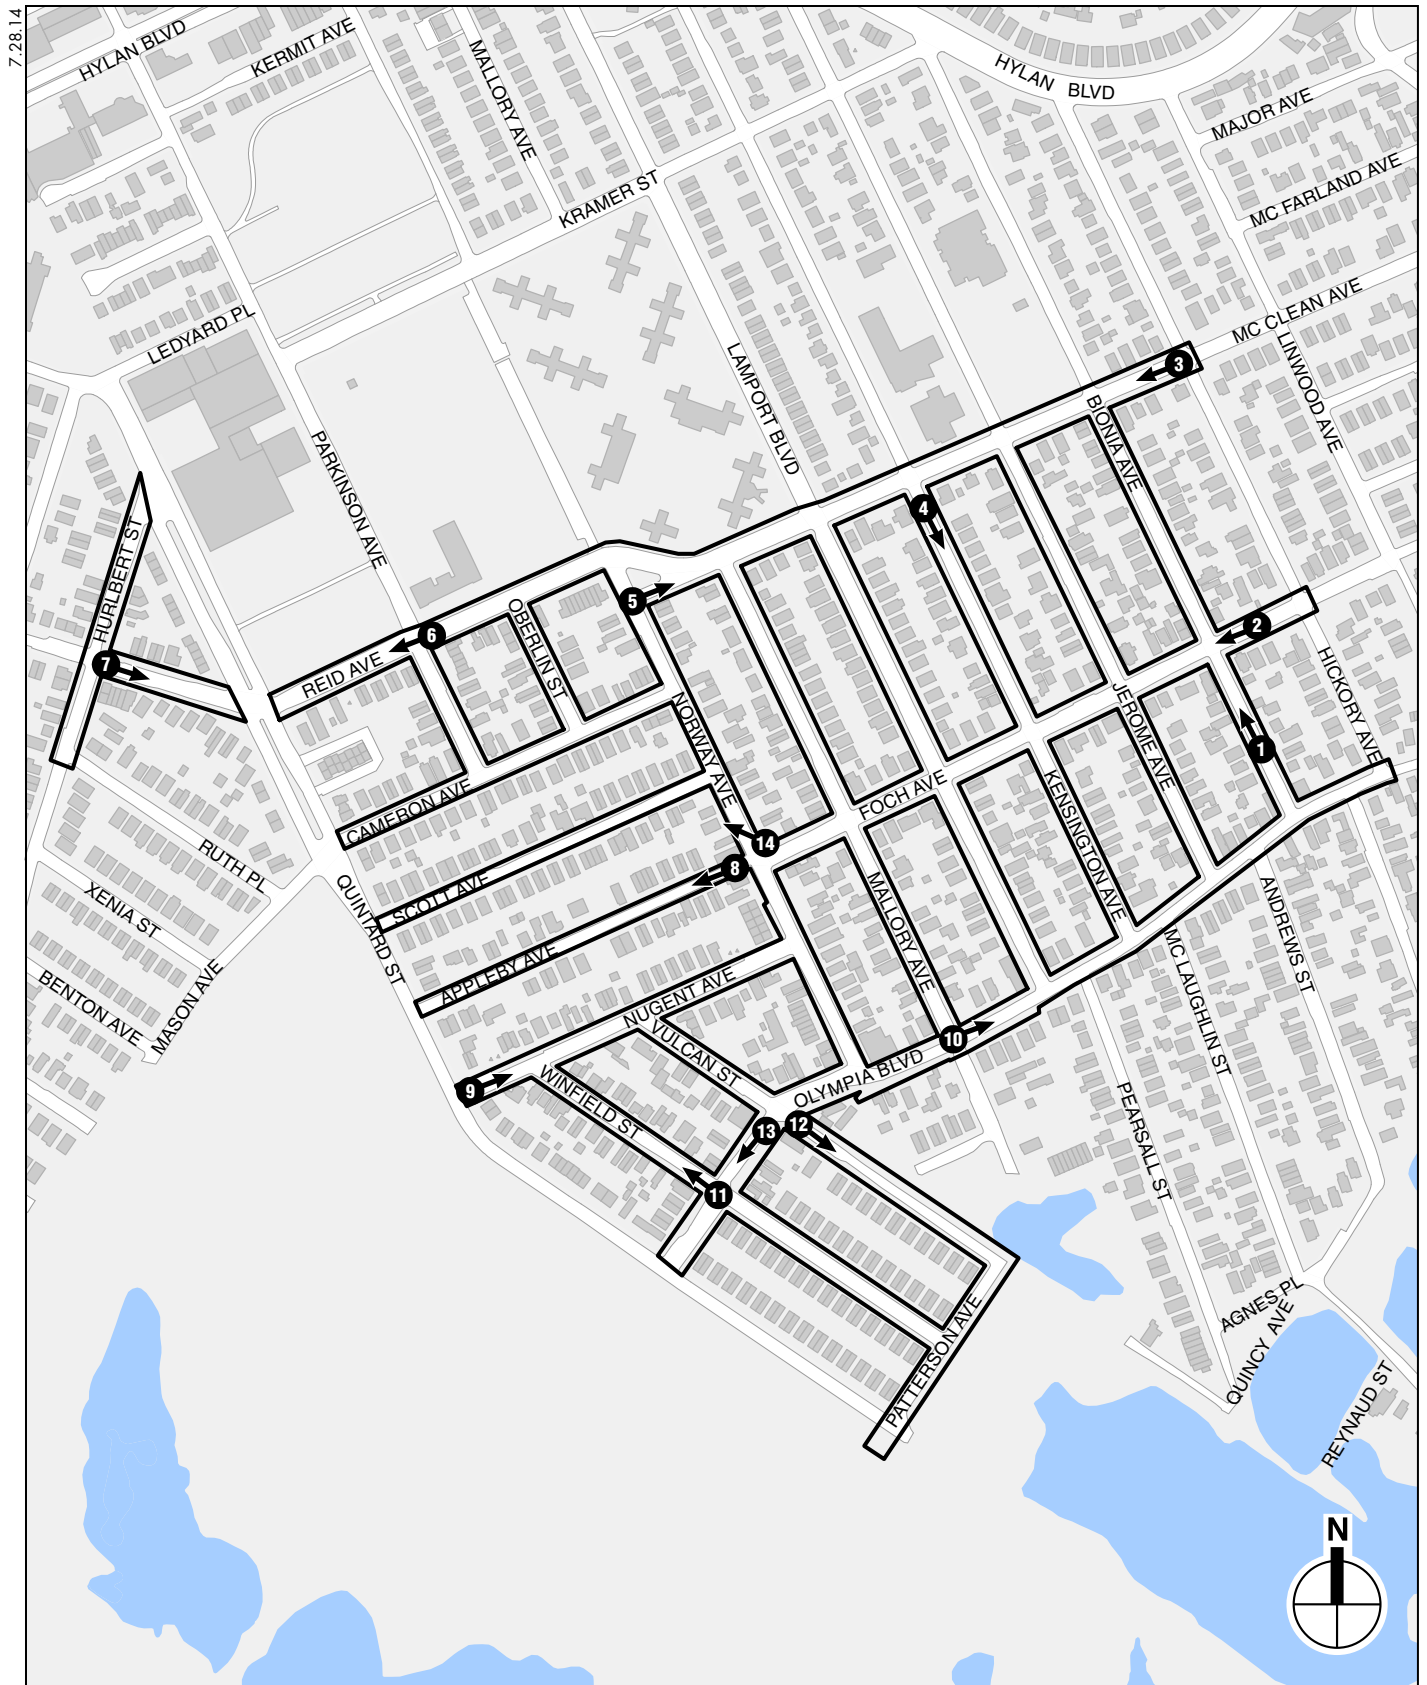 7.28.14
HYLAN BLVD
KERMIT AVE
MALLORY AVE
HYLAN BLVD
MAJOR AVE
MC FARLAND AVE
KRAMER ST
LEDYARD PL
MC CLEAN AVE
LINWOOD AVE
LAMPORT BLVD
3
BIONIA AVE
PARKINSON AVE
4
HURLBERT ST
5
OBERLIN ST
6
2
7
REID AVE
HICKORY AVE
NORWAY AVE
JEROME AVE
1
CAMERON AVE
FOCH AVE
KENSINGTON AVE
14
RUTH PL
8
XENIA ST
SCOTT AVE
QUINTARD ST
MALLORY AVE
ANDREWS ST
APPLEBY AVE
MC LAUGHLIN ST
BENTON AVE
MASON AVE
NUGENT AVE
VULCAN ST
10
OLYMPIA BLVD
9
WINFIELD ST
PEARSALL ST
13
12
11
AGNES PL
QUINCY AVE
PATTERSON AVE
REYNAUD ST
N